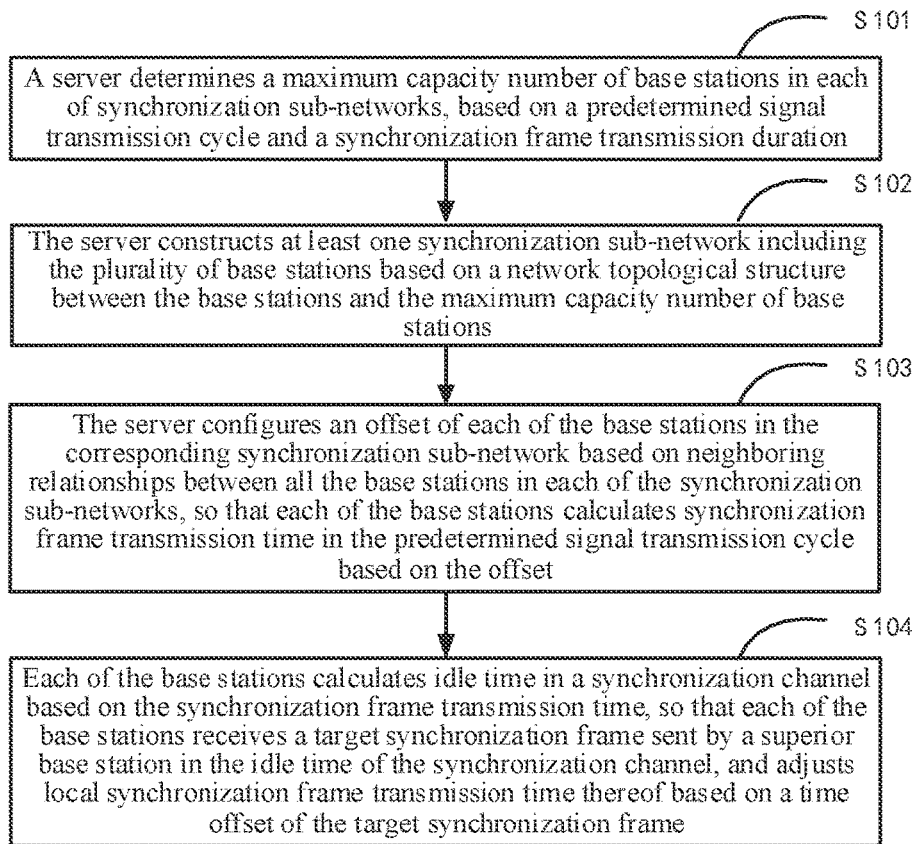 S 101
A server determines a maximum capacity number of base stations in each
of synchronization sub-networks, based on a predetermined signal
transmission cycle and a synchronization frame transmission duration
S 102
The server constructs at least one synchronization sub-network including
the plurality of base stations based on a network topological structure
between the base stations and the maximum capacity number of base
stations
S 103
The server configures an offset of each of the base stations in the
corresponding synchronization sub-network based on neighboring
relationships between all the base stations in each of the synchronization
sub-networks, so that each of the base stations calculates synchronization
frame transmission time in the predetermined signal transmission cycle
based on the offset
S 104
Each of the base stations calculates idle time in a synchronization channel
based on the synchronization frame transmission time, so that each of the
base stations receives a target synchronization frame sent by a superior
base station in the idle time of the synchronization channel, and adjusts
local synchronization frame transmission time thereof based on a time
offset of the target synchronization frame